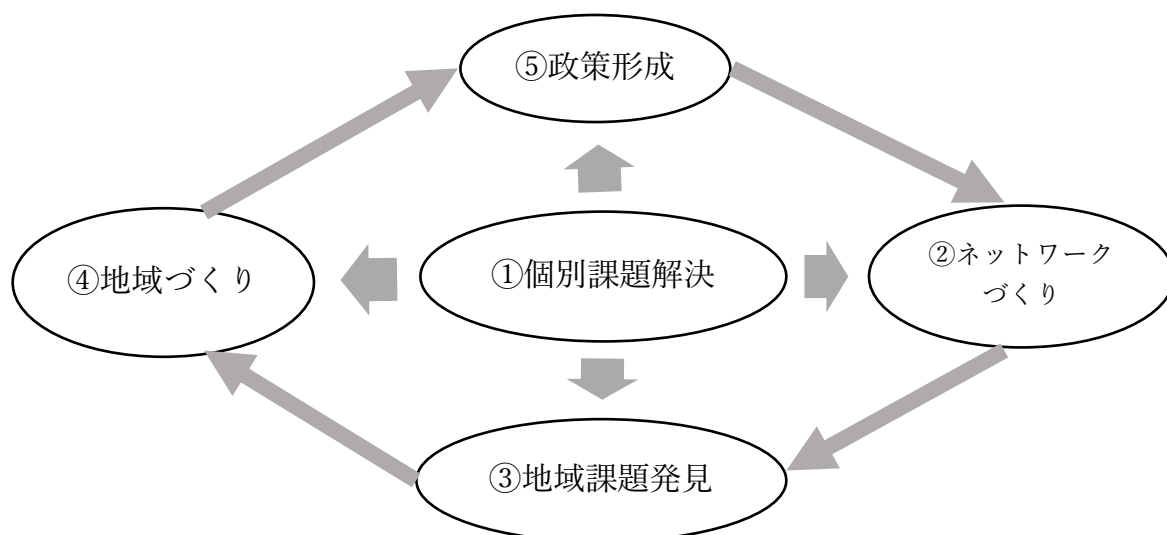 ⑤政策形成
④地域づくり
①個別課題解決
②ネットワーク
づくり
③地域課題発見